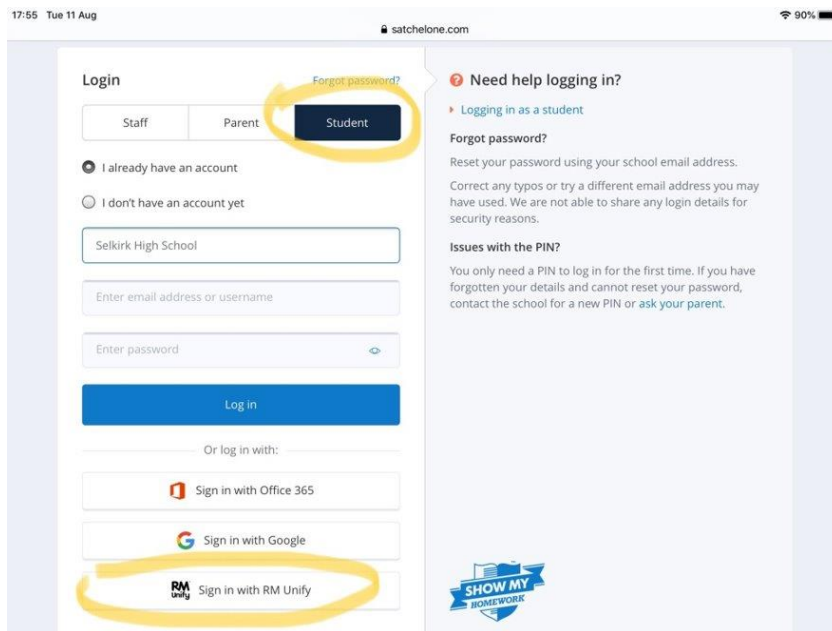 17:55 Tue 11 Aug
satchelone.com
90%
Login
Forgot password?
Staff
Parent
Student
I already have an account
I don't have an account yet
Selkirk High School
Enter email address or username
Enter password
Log in
Or log in with:
Sign in with Office 365
Sign in with Google
RM
Unify
Sign in with RM Unify
Need help logging in?
Logging in as a student
Forgot password?
Reset your password using your school email address.
Correct any typos or try a different email address you may
have used. We are not able to share any login details for
security reasons.
Issues with the PIN?
You only need a PIN to log in for the first time. If you have
forgotten your details and cannot reset your password,
contact the school for a new PIN or ask your parent.
SHOW MY
HOMEWORK